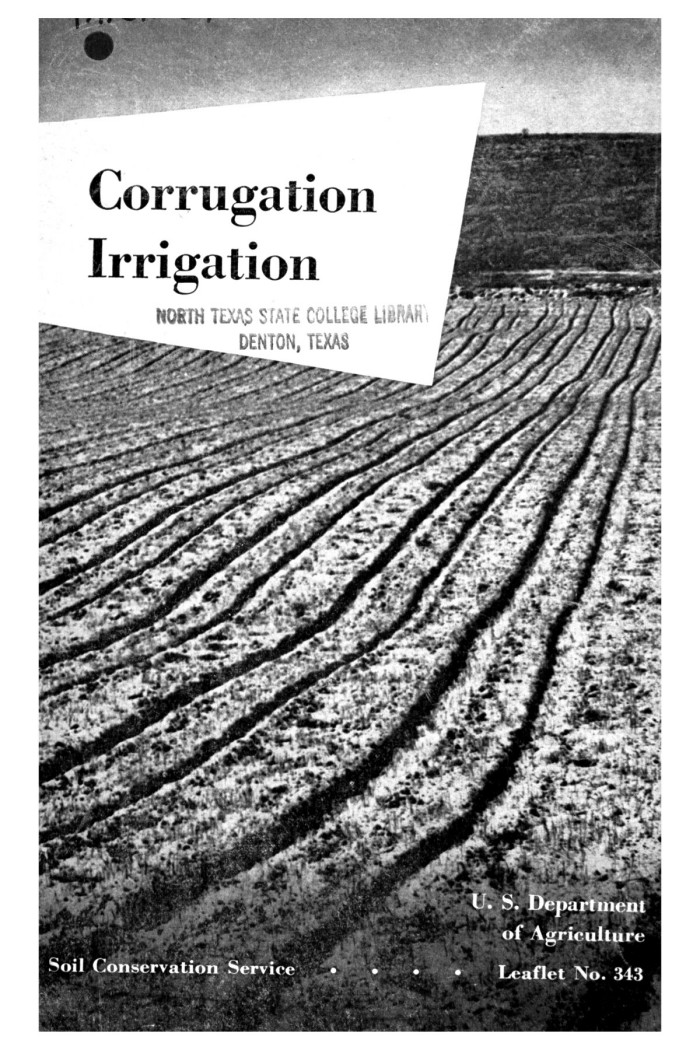 Corrugation
Irrigation
NORTH TEXAS STATE COLLEGE LIBRARY
DENTON, TEXAS
U. S. Department
of Agriculture
Soil Conservation Service . . . . Leaflet No. 343